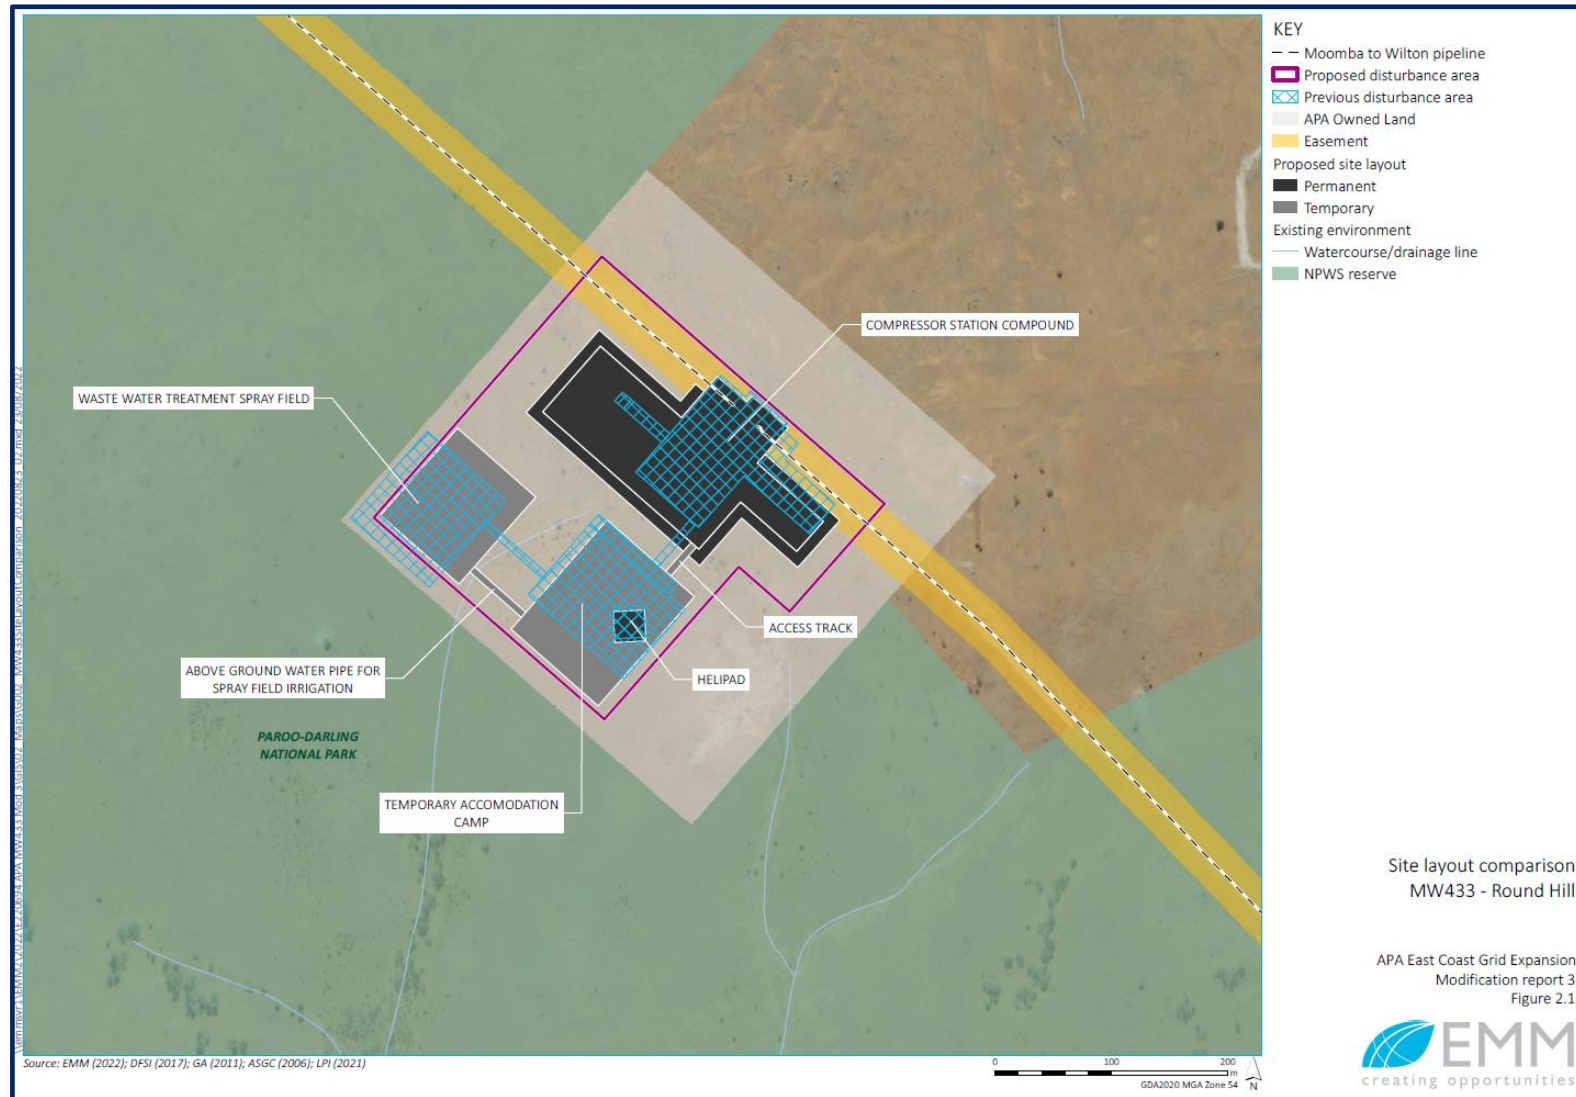 KEY
Moomba to Wilton pipeline
Proposed disturbance area
Previous disturbance area
APA Owned Land
Easement
Proposed site layout
Permanent
Temporary
Existing environment
Watercourse/drainage line
NPWS reserve
COMPRESSOR STATION COMPOUND
WASTE WATER TREATMENT SPRAY FIELD
ACCESS TRACK
ABOVE GROUND WATER PIPE FOR
SPRAY FIELD IRRIGATION
HELIPAD
PAROO-DARLING
NATIONAL PARK
TEMPORARY ACCOMODATION
CAMP
Site layout comparison
MW433 - Round Hill
APA East Coast Grid Expansion
Modification report 3
Figure 2.1
EMM
creating opportunities
Source: EMM (2022); DFSI (2017); GA (2011); ASGC (2006); LPI (2021)
0 100 200
m
GDA2020 MGA Zone 54 N